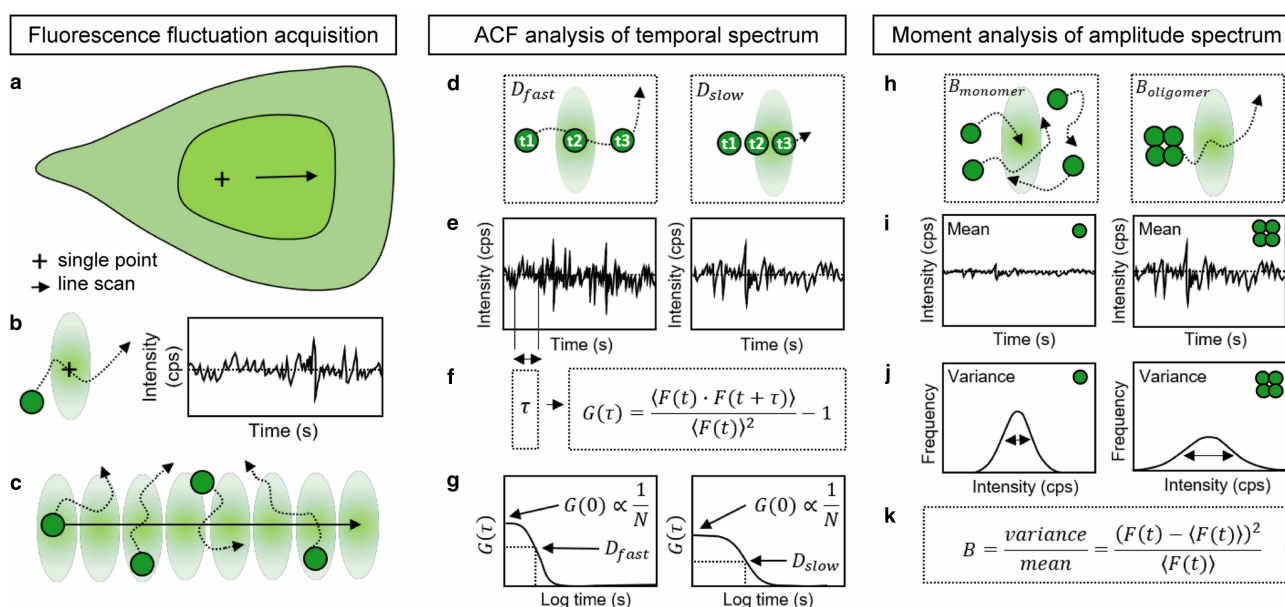 Fluorescence fluctuation acquisition
a
+ single point
→ line scan
b
Intensity
(cps)
Time (s)
c
ACF analysis of temporal spectrum
d
D_fast
t1 t2 t3
D_slow
t1 t2 t3
e
Intensity (cps)
Time (s)
Intensity (cps)
Time (s)
f
τ
G(τ) = ⟨F(t) · F(t + τ)⟩ / ⟨F(t)⟩² − 1
g
G(τ)
G(0) ∝ 1/N
D_fast
Log time (s)
G(τ)
G(0) ∝ 1/N
D_slow
Log time (s)
Moment analysis of amplitude spectrum
h
B_monomer
B_oligomer
i
Intensity (cps)
Mean
Time (s)
Intensity (cps)
Mean
Time (s)
j
Frequency
Variance
Intensity (cps)
Frequency
Variance
Intensity (cps)
k
B = variance / mean = (F(t) − ⟨F(t)⟩)² / ⟨F(t)⟩